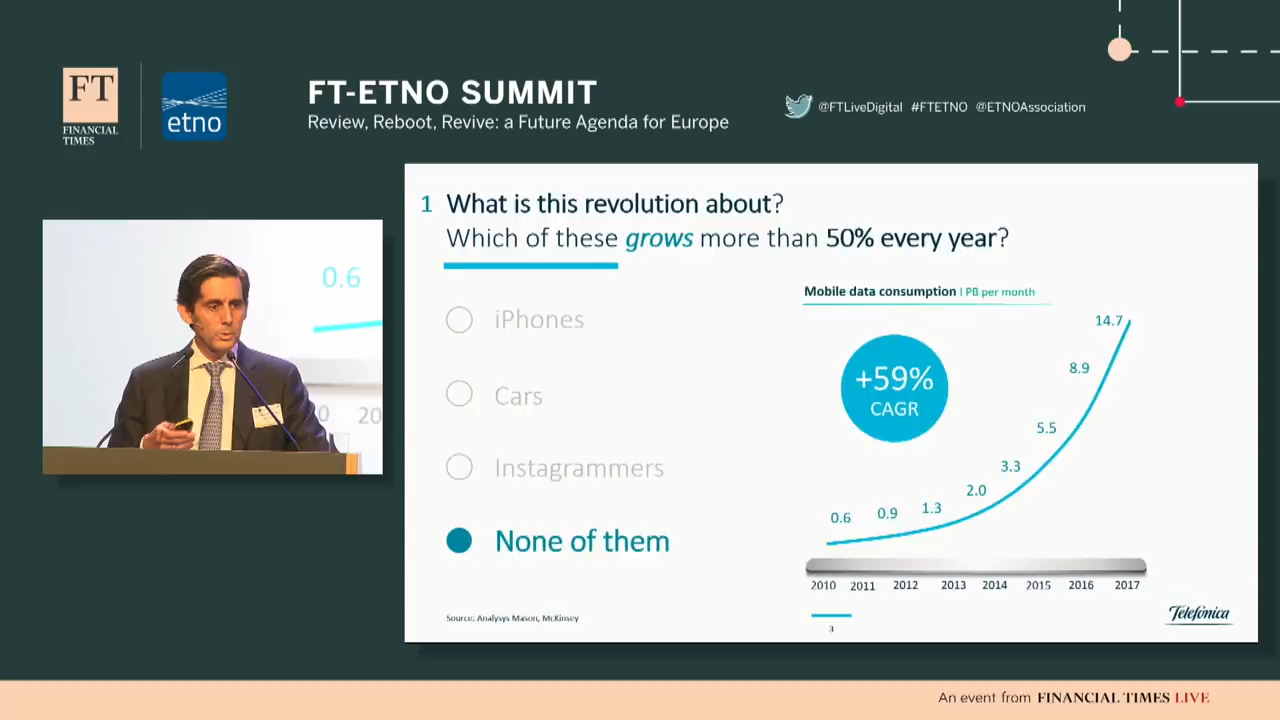 FT
FINANCIAL
TIMES
etno
FT-ETNO SUMMIT
Review, Reboot, Revive: a Future Agenda for Europe
@FTLiveDigital #FTETNO @ETNOAssociation
1 What is this revolution about?
Which of these grows more than 50% every year?
iPhones
Cars
Instagrammers
None of them
Mobile data consumption | PB per month
+59%
CAGR
14.7
8.9
5.5
3.3
2.0
1.3
0.9
0.6
2010 2011 2012 2013 2014 2015 2016 2017
Source: Analysys Mason, McKinsey
3
Telefónica
0.6
0 20
An event from FINANCIAL TIMES LIVE